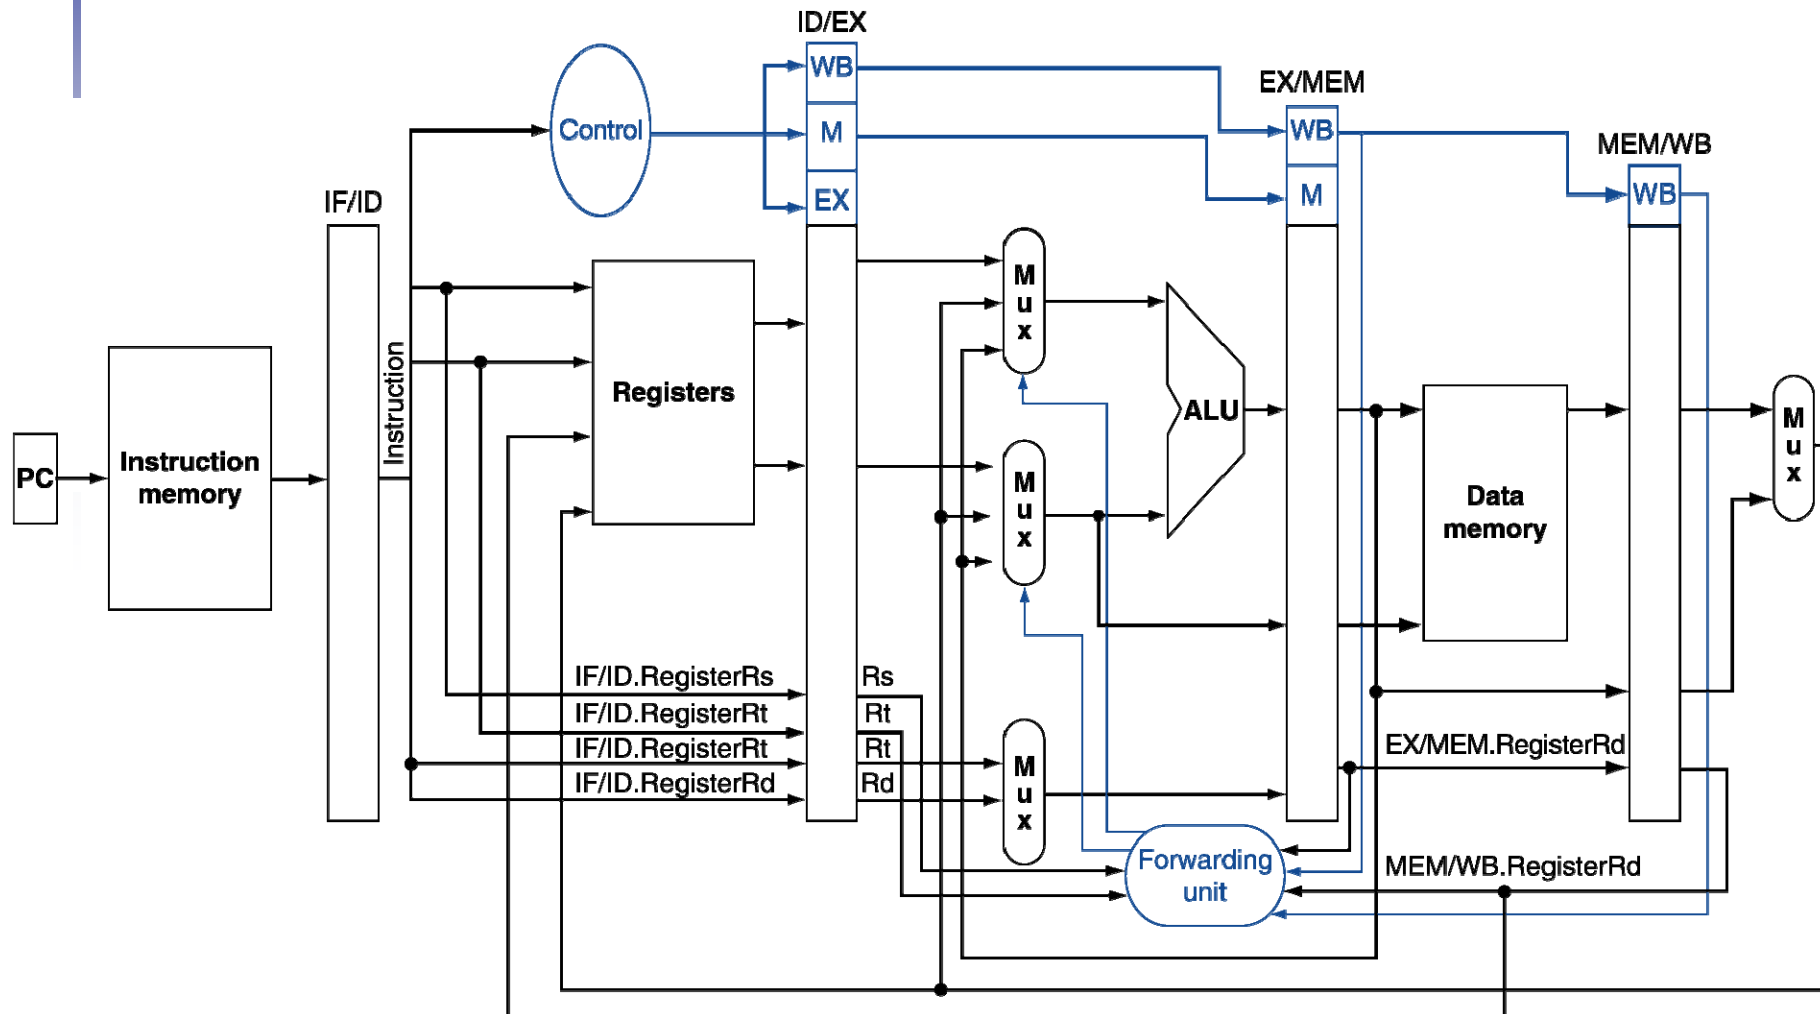 ID/EX
WB
Control
M
EX
EX/MEM
WB
M
MEM/WB
WB
IF/ID
PC
Instruction
memory
Instruction
Registers
M
u
x
M
u
x
ALU
Data
memory
M
u
x
IF/ID.RegisterRs
IF/ID.RegisterRt
IF/ID.RegisterRt
IF/ID.RegisterRd
Rs
Rt
Rt
Rd
M
u
x
EX/MEM.RegisterRd
Forwarding
unit
MEM/WB.RegisterRd